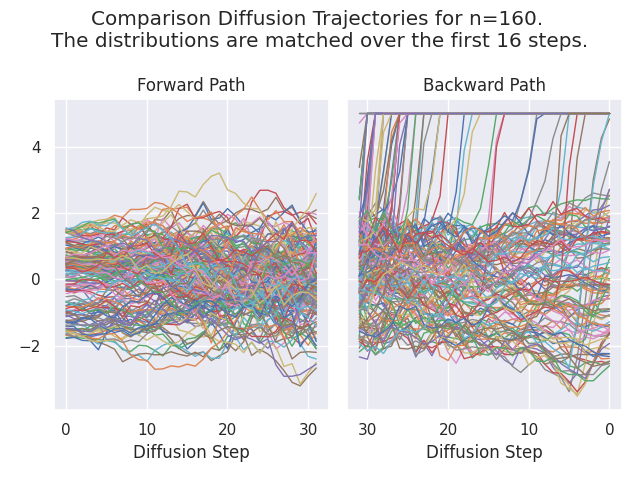 Comparison Diffusion Trajectories for n=160.
The distributions are matched over the first 16 steps.
Forward Path
Backward Path
4
2
0
−2
0 10 20 30
30 20 10 0
Diffusion Step
Diffusion Step